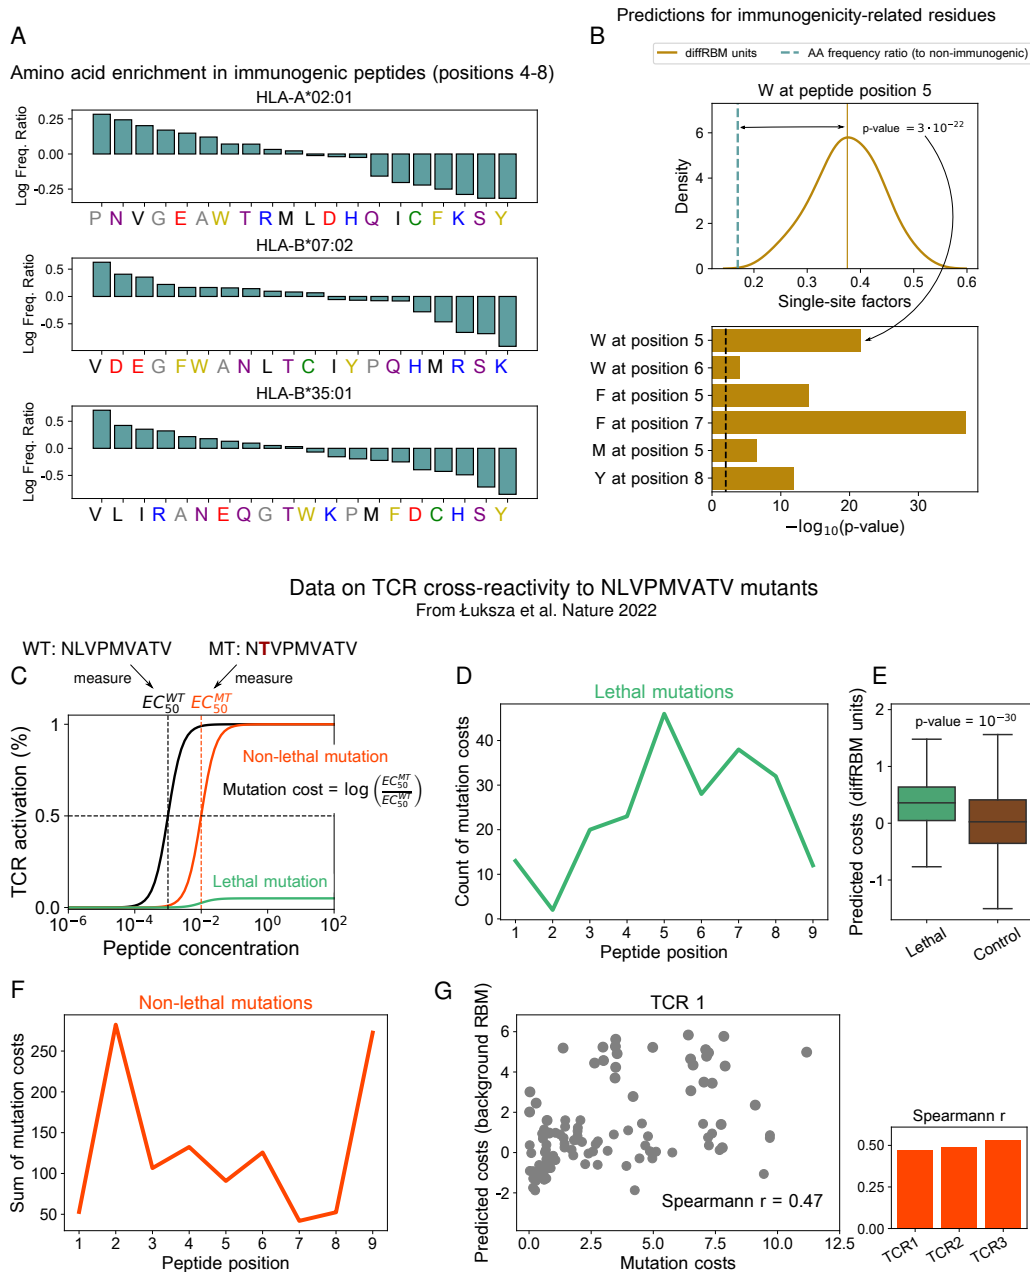 Predictions for immunogenicity-related residues
A
B
diffRBM units
AA frequency ratio (to non-immunogenic)
Amino acid enrichment in immunogenic peptides (positions 4-8)
HLA-A*02:01
Log Freq. Ratio
0.25
0.00
-0.25
P N V G E A W T R M L D H Q I C F K S Y
HLA-B*07:02
Log Freq. Ratio
0.5
0.0
-0.5
V D E G F W A N L T C I Y P Q H M R S K
HLA-B*35:01
Log Freq. Ratio
0.5
0.0
-0.5
V L I R A N E Q G T W K P M F D C H S Y
W at peptide position 5
p-value = 3·10⁻²²
Density
6
4
2
0
0.2 0.3 0.4 0.5 0.6
Single-site factors
W at position 5
W at position 6
F at position 5
F at position 7
M at position 5
Y at position 8
0 10 20 30
−log₁₀(p-value)
Data on TCR cross-reactivity to NLVPMVATV mutants
From Łuksza et al. Nature 2022
WT: NLVPMVATV
MT: NTVPMVATV
measure
measure
C
EC₅₀^WT
EC₅₀^MT
TCR activation (%)
1
0.5
0.0
Non-lethal mutation
Mutation cost = log (EC₅₀^MT / EC₅₀^WT)
Lethal mutation
10⁻⁶ 10⁻⁴ 10⁻² 10⁰ 10²
Peptide concentration
D
Lethal mutations
Count of mutation costs
40
30
20
10
0
1 2 3 4 5 6 7 8 9
Peptide position
E
Predicted costs (diffRBM units)
p-value = 10⁻³⁰
2
1
0
-1
Lethal
Control
F
Non-lethal mutations
Sum of mutation costs
250
200
150
100
50
1 2 3 4 5 6 7 8 9
Peptide position
G
TCR 1
Predicted costs (background RBM)
6
4
2
0
-2
Spearmann r = 0.47
0.0 2.5 5.0 7.5 10.0 12.5
Mutation costs
Spearmann r
0.50
0.25
0.00
TCR1
TCR2
TCR3